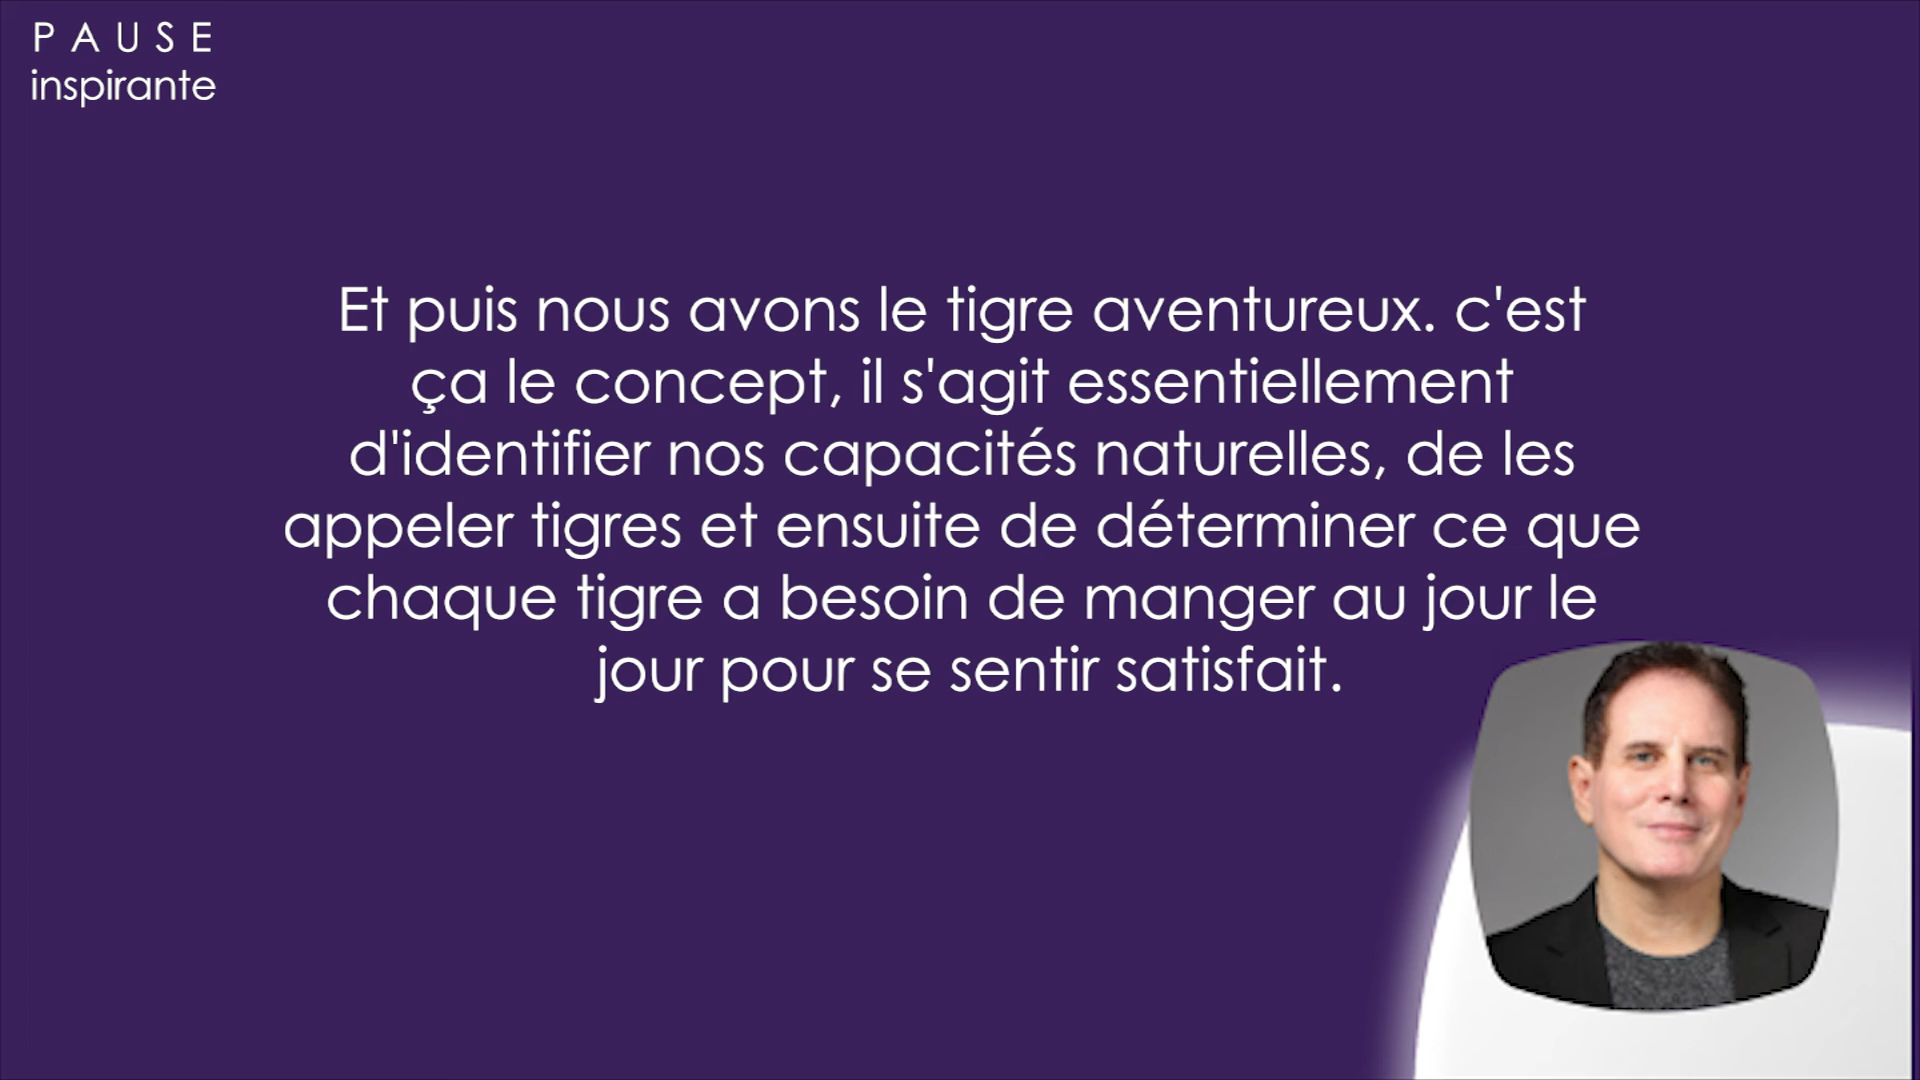 PAUSE
inspirante
Et puis nous avons le tigre aventureux. c'est
ça le concept, il s'agit essentiellement
d'identifier nos capacités naturelles, de les
appeler tigres et ensuite de déterminer ce que
chaque tigre a besoin de manger au jour le
jour pour se sentir satisfait.